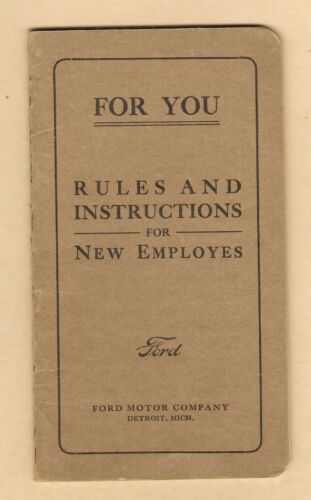 FOR YOU
RULES AND
INSTRUCTIONS
FOR
NEW EMPLOYES
Ford
FORD MOTOR COMPANY
DETROIT, MICH.